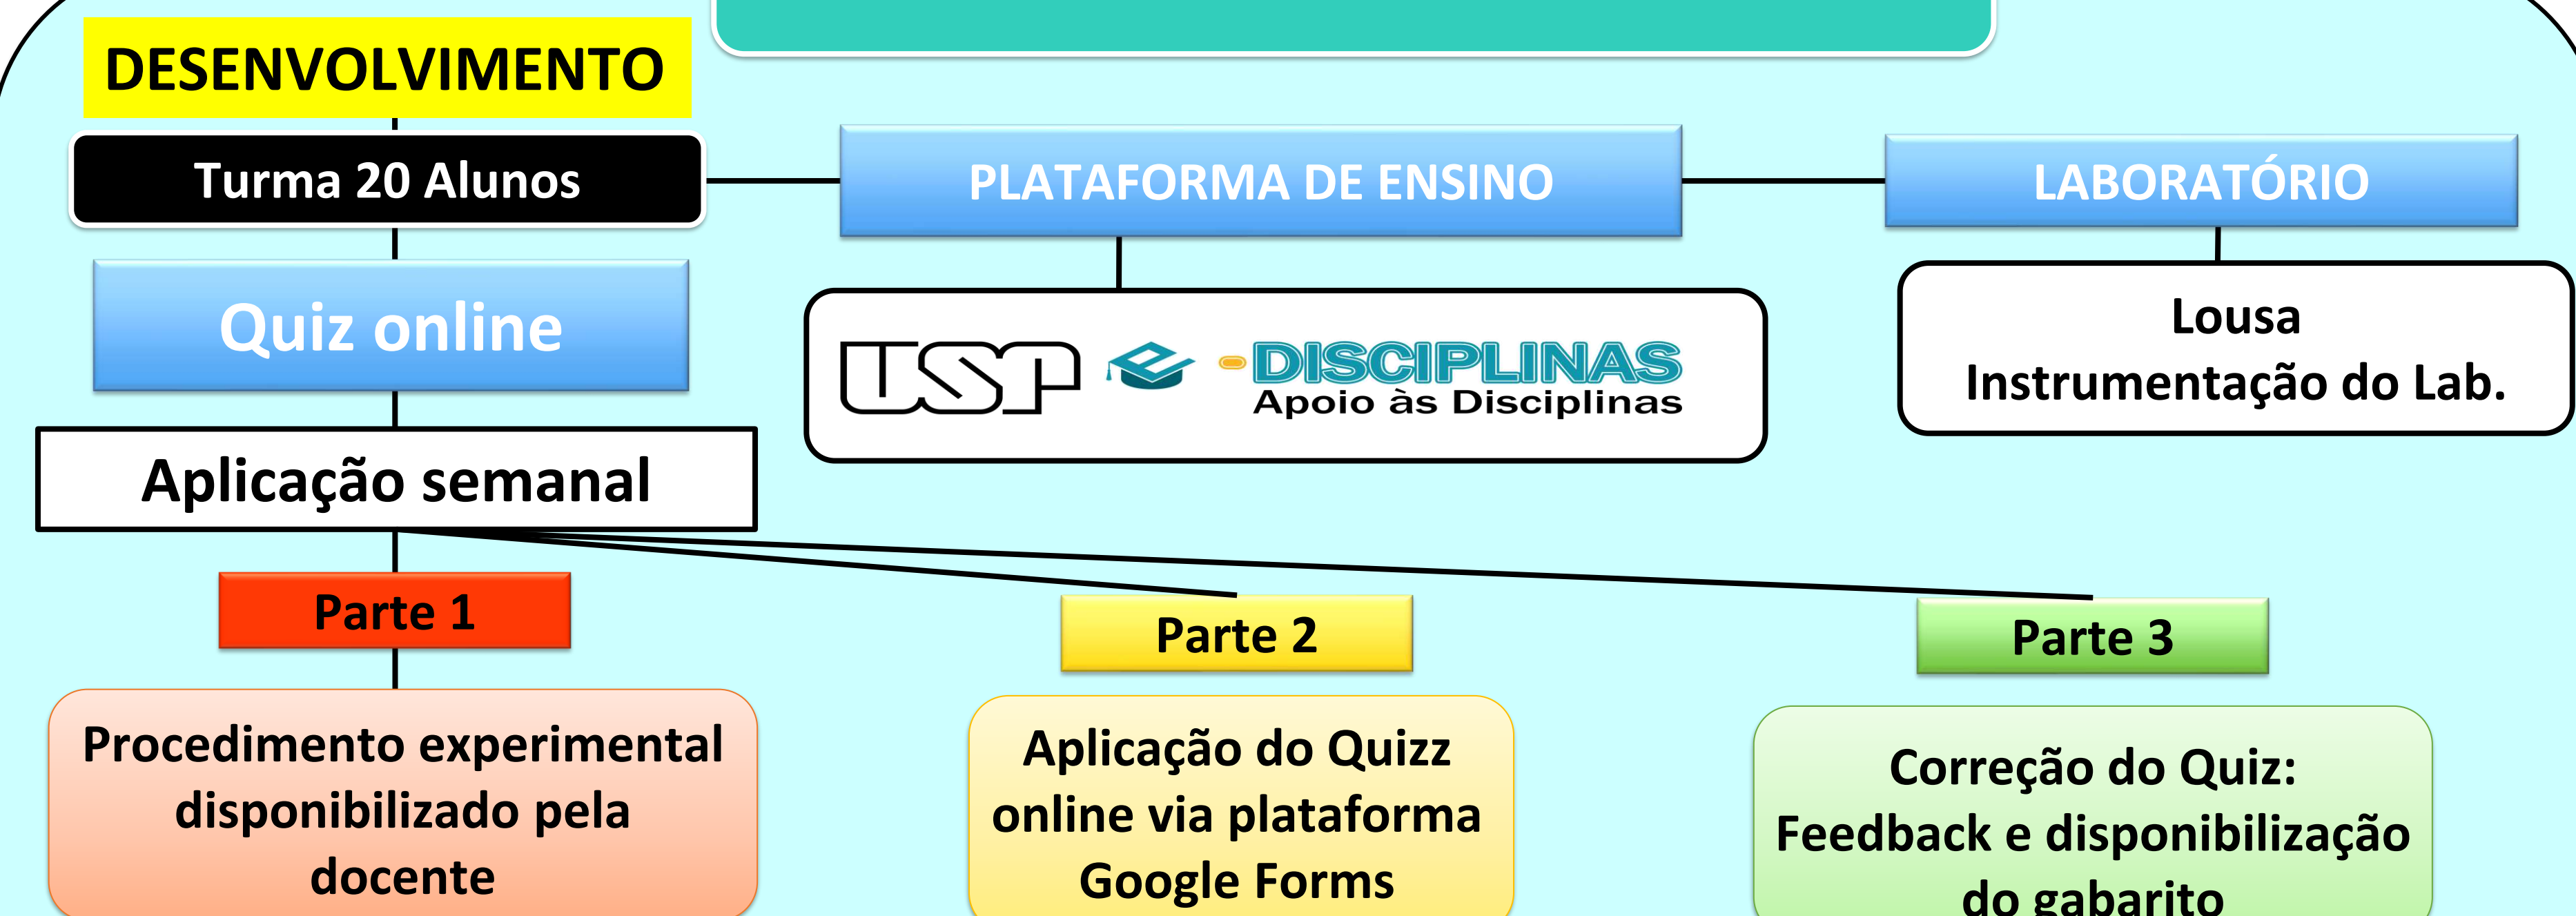 DESENVOLVIMENTO
Turma 20 Alunos
PLATAFORMA DE ENSINO
LABORATÓRIO
Quiz online
USP e-DISCIPLINAS
Apoio às Disciplinas
Lousa
Instrumentação do Lab.
Aplicação semanal
Parte 1
Parte 2
Parte 3
Procedimento experimental
disponibilizado pela
docente
Aplicação do Quizz
online via plataforma
Google Forms
Correção do Quiz:
Feedback e disponibilização
do gabarito